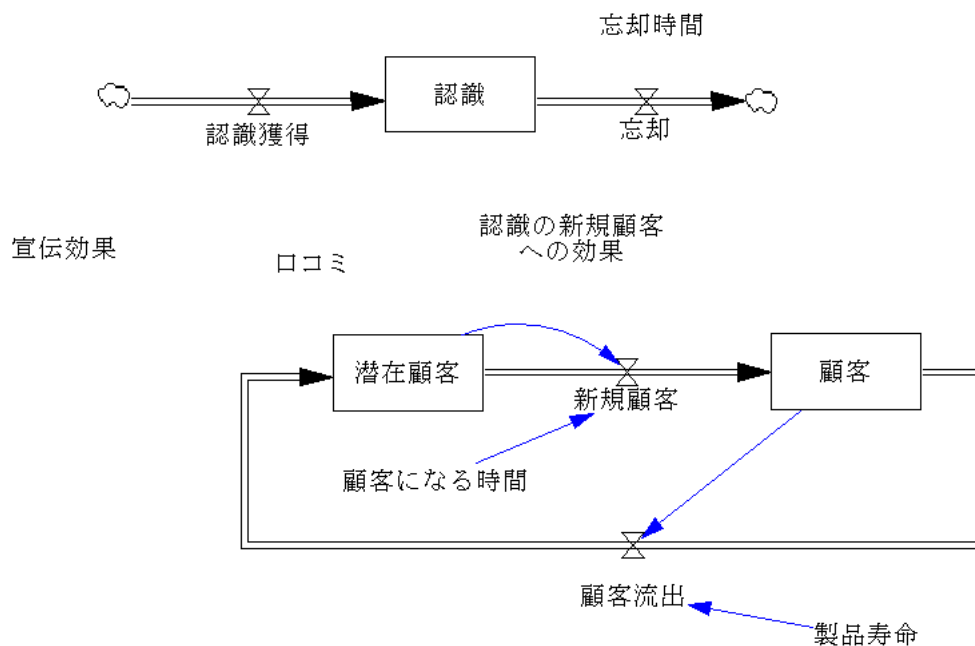 忘却時間
認識
認識獲得
忘却
宣伝効果
口コミ
認識の新規顧客
への効果
潜在顧客
顧客
新規顧客
顧客になる時間
顧客流出
製品寿命